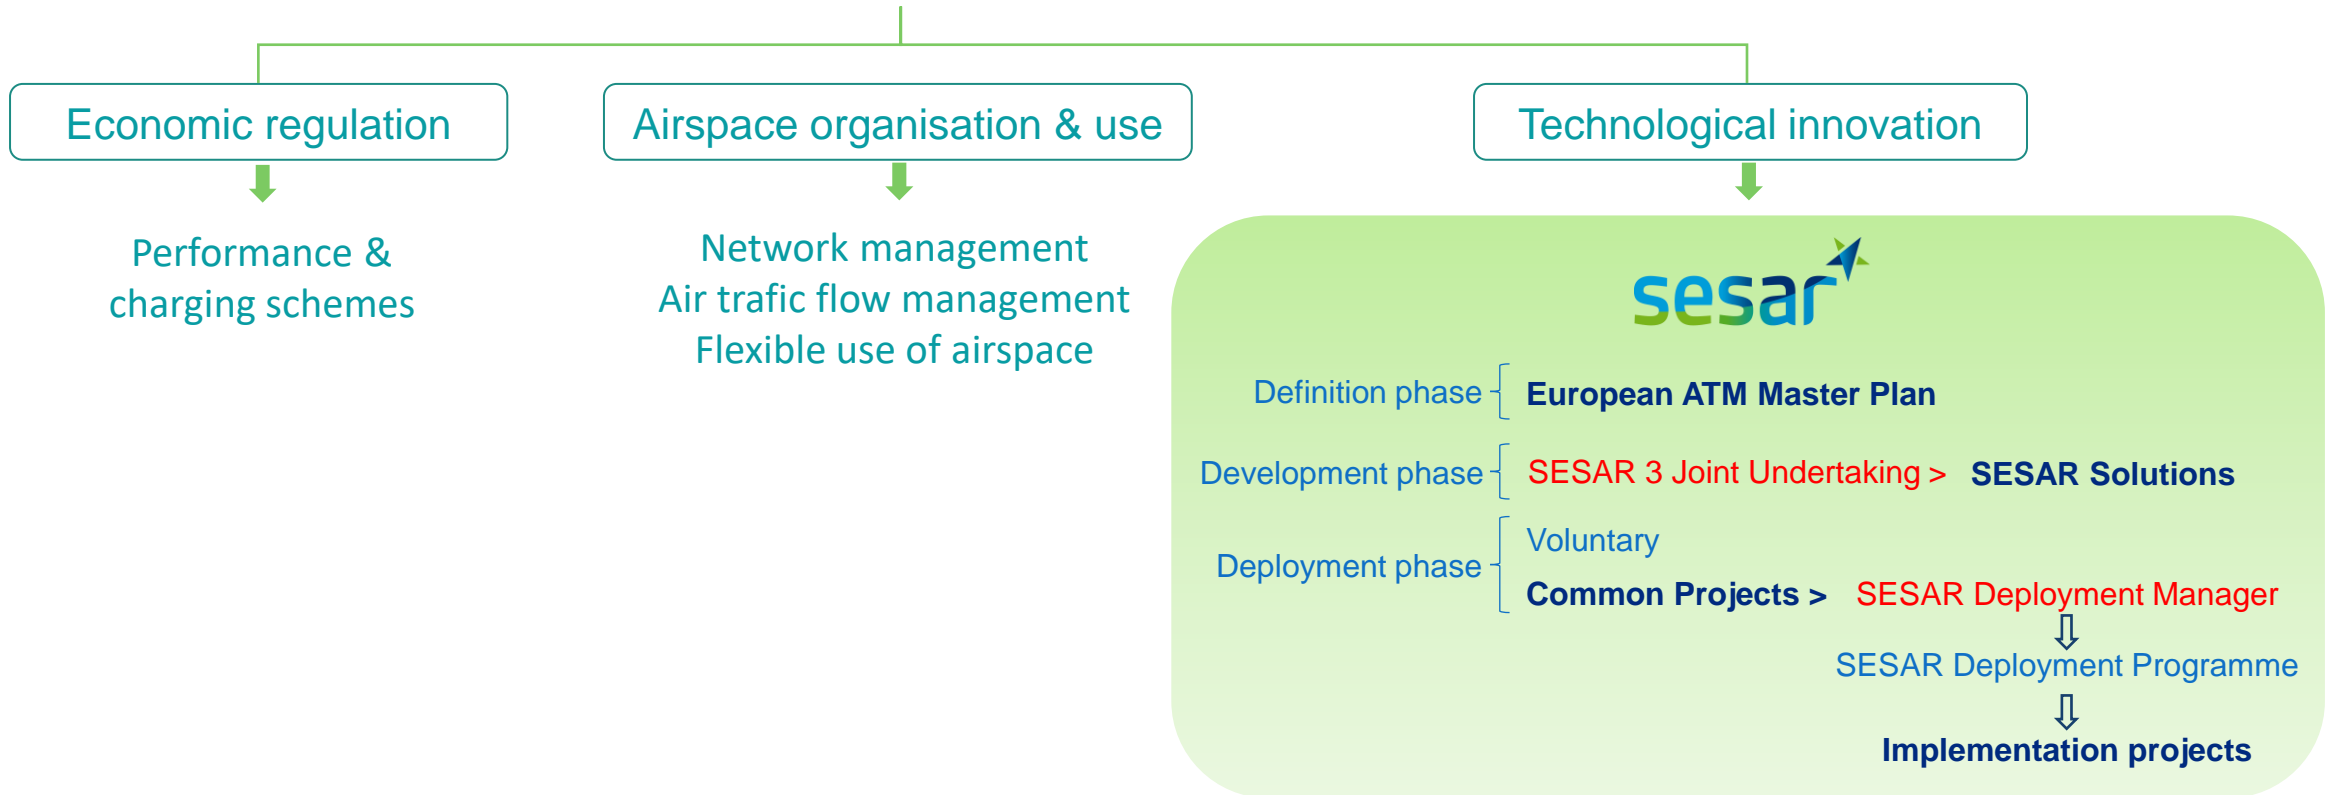 Economic regulation
Airspace organisation & use
Technological innovation
Performance &
charging schemes
Network management
Air trafic flow management
Flexible use of airspace
sesar
Definition phase
European ATM Master Plan
Development phase
SESAR 3 Joint Undertaking > SESAR Solutions
Deployment phase
Voluntary
Common Projects > SESAR Deployment Manager
SESAR Deployment Programme
Implementation projects